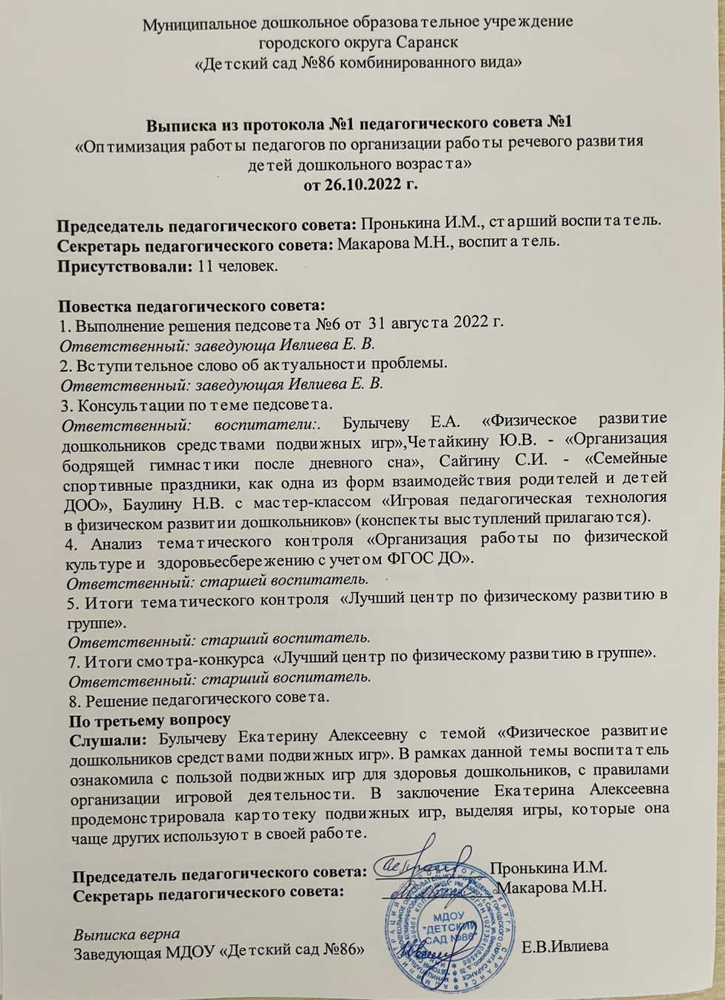 Муниципальное дошкольное образовательное учреждение
городского округа Саранск
«Детский сад №86 комбинированного вида»
Выписка из протокола №1 педагогического совета №1
«Оптимизация работы педагогов по организации работы речевого развития
детей дошкольного возраста»
от 26.10.2022 г.
Председатель педагогического совета: Пронькина И.М., старший воспитатель.
Секретарь педагогического совета: Макарова М.Н., воспитатель.
Присутствовали: 11 человек.
Повестка педагогического совета:
1. Выполнение решения педсовета №6 от 31 августа 2022 г.
Ответственный: заведующа Ивлиева Е. В.
2. Вступительное слово об актуальности проблемы.
Ответственный: заведующая Ивлиева Е. В.
3. Консультации по теме педсовета.
Ответственный: воспитатели:. Булычеву Е.А. «Физическое развитие
дошкольников средствами подвижных игр»,Четайкину Ю.В. - «Организация
бодрящей гимнастики после дневного сна», Сайгину С.И. - «Семейные
спортивные праздники, как одна из форм взаимодействия родителей и детей
ДОО», Баулину Н.В. с мастер-классом «Игровая педагогическая технология
в физическом развитии дошкольников» (конспекты выступлений прилагаются).
4. Анализ тематического контроля «Организация работы по физической
культуре и здоровьесбережению с учетом ФГОС ДО».
Ответственный: старшей воспитатель.
5. Итоги тематического контроля «Лучший центр по физическому развитию в
группе».
Ответственный: старший воспитатель.
7. Итоги смотра-конкурса «Лучший центр по физическому развитию в группе».
Ответственный: старший воспитатель.
8. Решение педагогического совета.
По третьему вопросу
Слушали: Булычеву Екатерину Алексеевну с темой «Физическое развитие
дошкольников средствами подвижных игр». В рамках данной темы воспитатель
ознакомила с пользой подвижных игр для здоровья дошкольников, с правилами
организации игровой деятельности. В заключение Екатерина Алексеевна
продемонстрировала картотеку подвижных игр, выделяя игры, которые она
чаще других используют в своей работе.
Председатель педагогического совета: Пронькина И.М.
Секретарь педагогического совета: Макарова М.Н.
МДОУ
"ДЕТСКИЙ
САД №86"
Выписка верна
Заведующая МДОУ «Детский сад №86» Е.В.Ивлиева